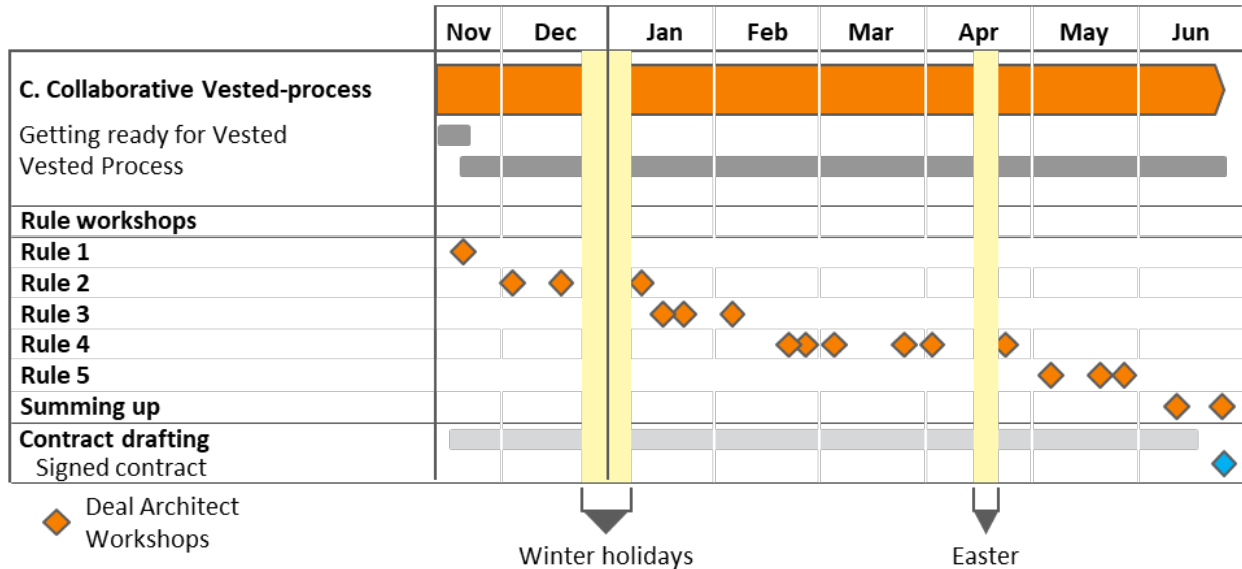 Nov Dec Jan Feb Mar Apr May Jun
C. Collaborative Vested-process
Getting ready for Vested
Vested Process
Rule workshops
Rule 1
Rule 2
Rule 3
Rule 4
Rule 5
Summing up
Contract drafting
Signed contract
Deal Architect
Workshops
Winter holidays
Easter